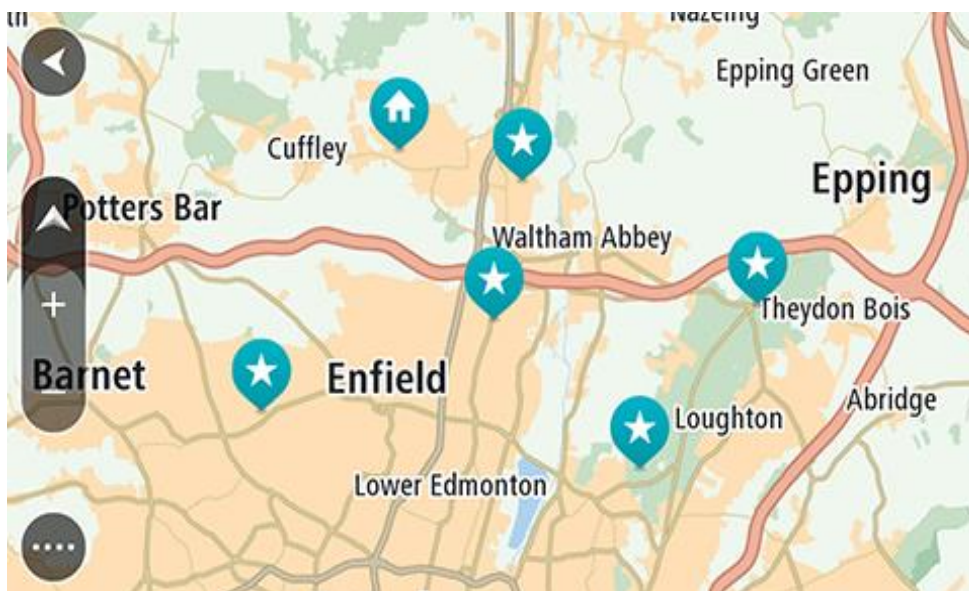 Nazeing
Epping Green
Cuffley
Epping
Potters Bar
Waltham Abbey
Theydon Bois
Barnet
Enfield
Abridge
Loughton
Lower Edmonton